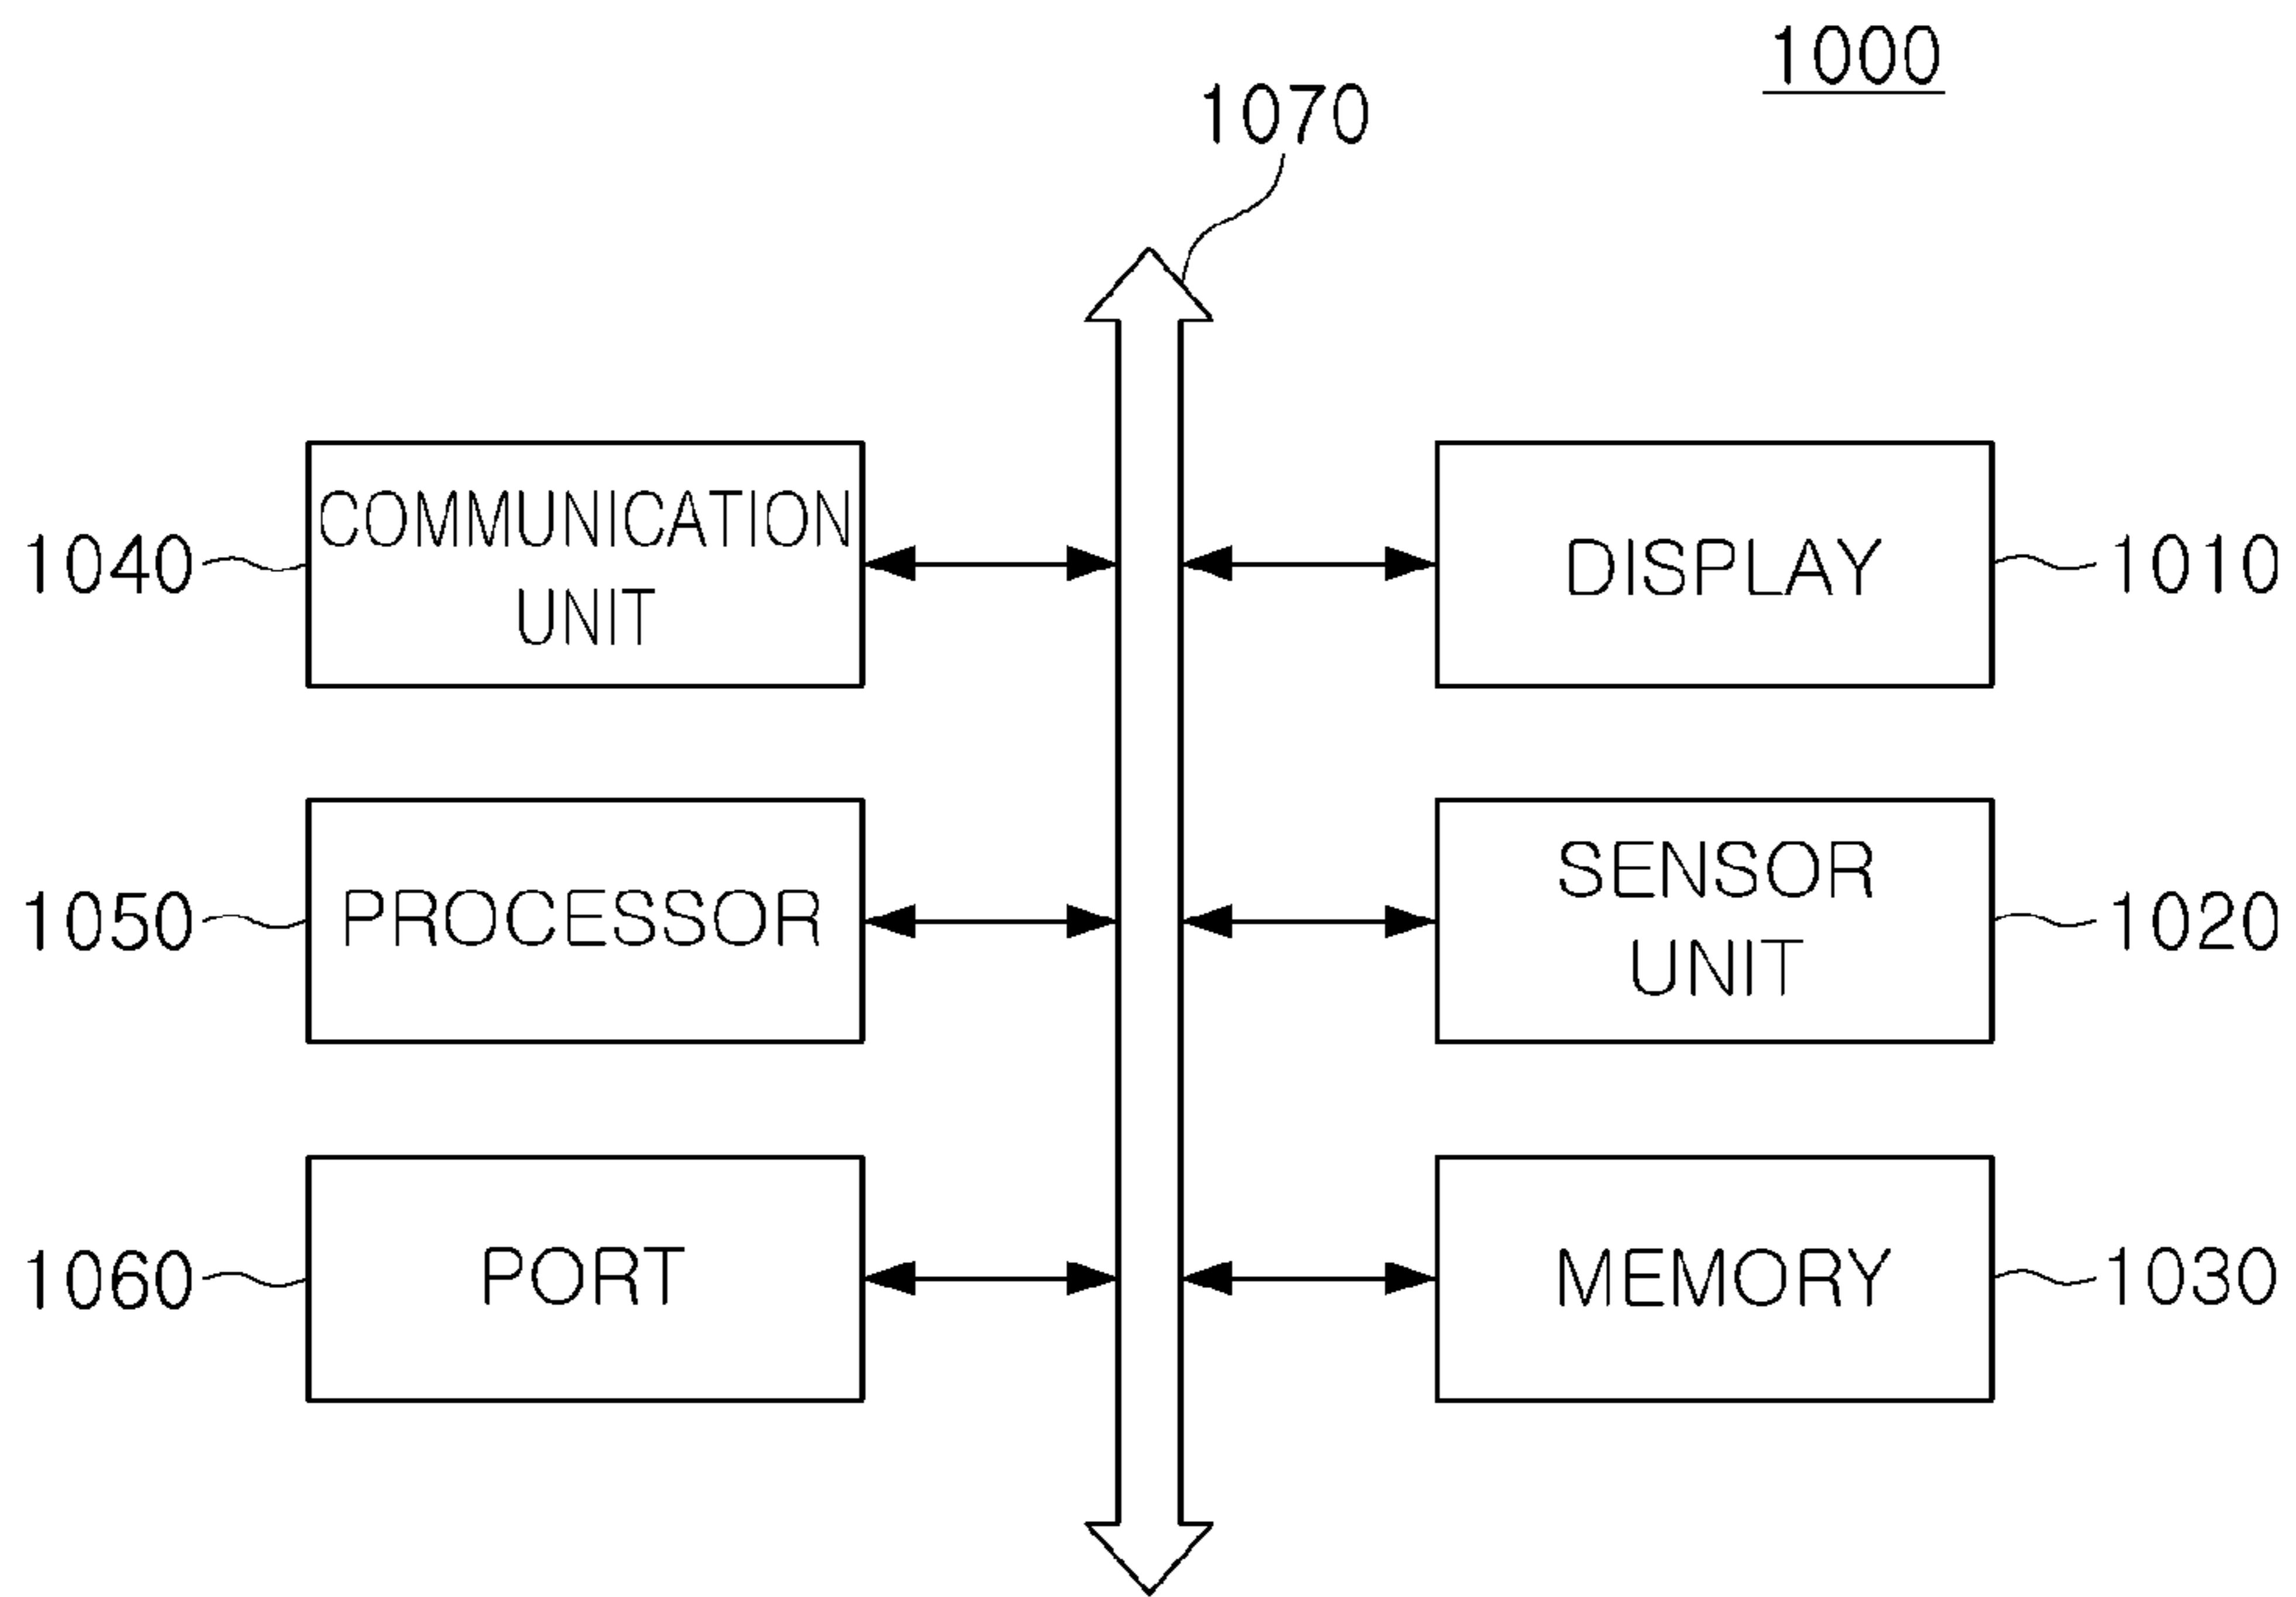 1000
1070
1040
COMMUNICATION
UNIT
DISPLAY
1010
1050
PROCESSOR
SENSOR
UNIT
1020
1060
PORT
MEMORY
1030